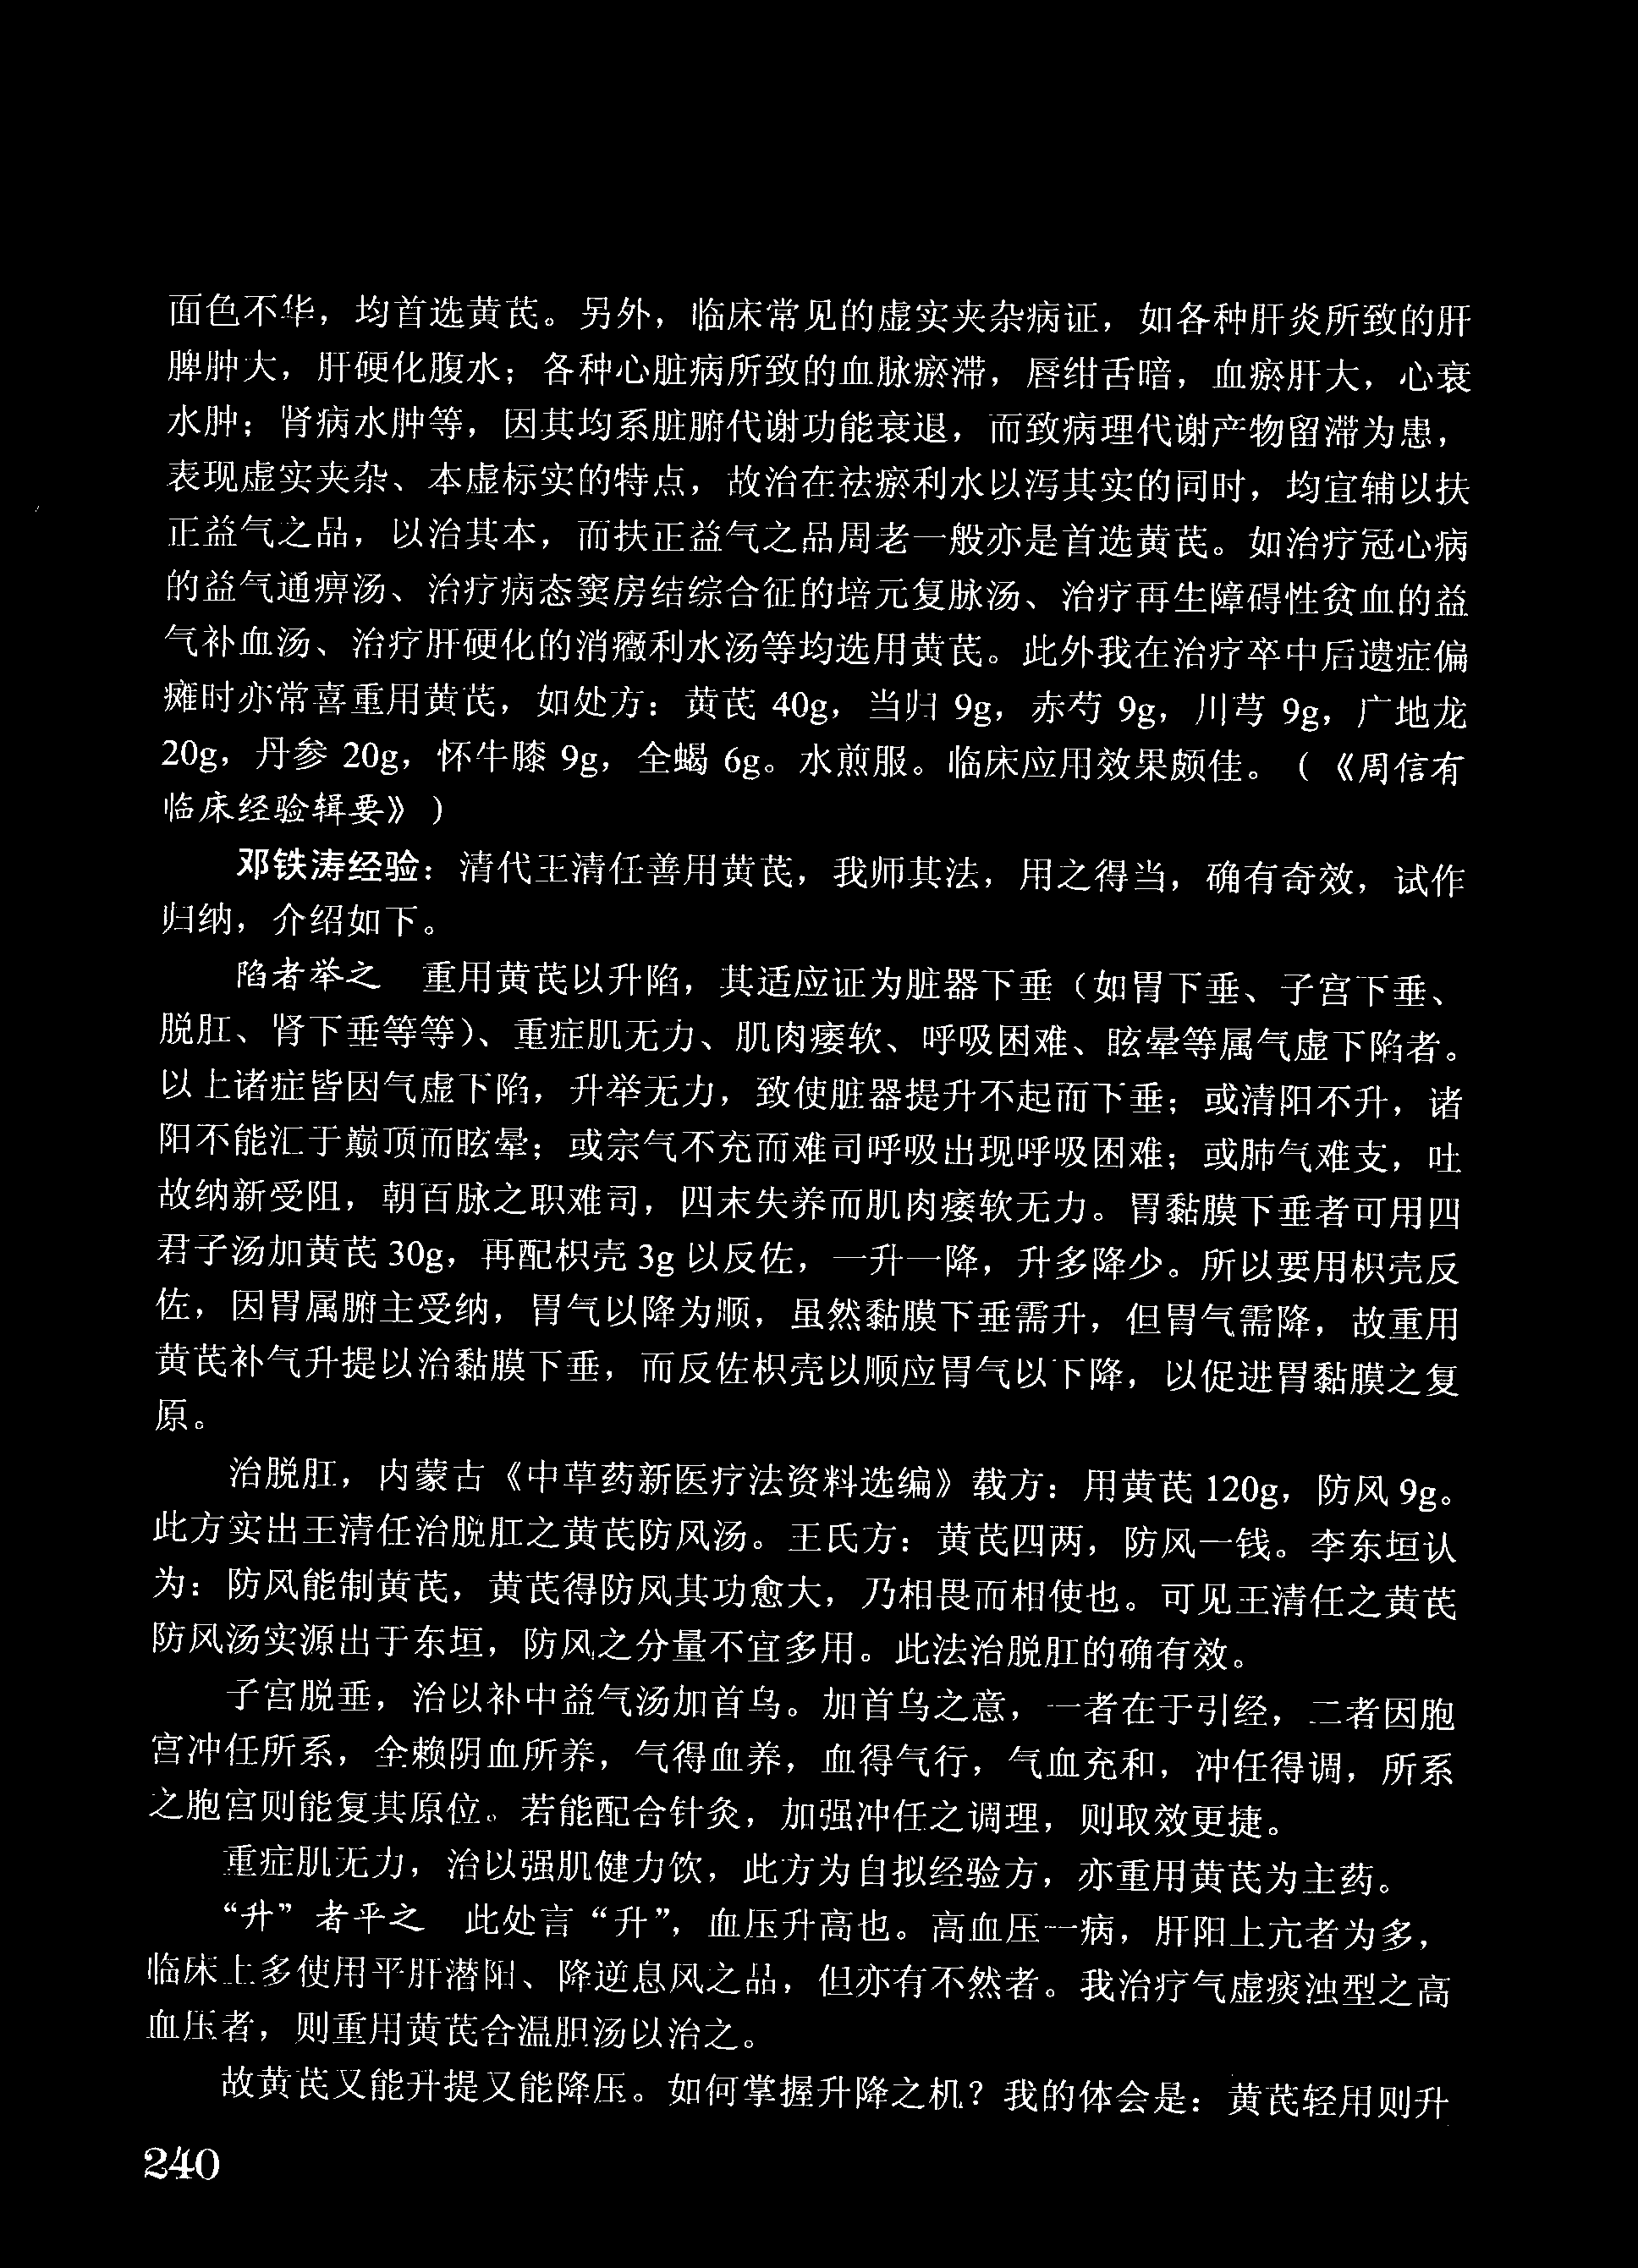 面色不华，均首选黄芪。另外，临床常见的虚实夹杂病证，如各种肝炎所致的肝
脾肿大，肝硬化腹水；各种心脏病所致的血脉瘀滞，唇绀舌暗，血瘀肝大，心衰
水肿；肾病水肿等，因其均系脏腑代谢功能衰退，而致病理代谢产物留滞为患，
表现虚实夹杂、本虚标实的特点，故治在祛瘀利水以泻其实的同时，均宜辅以扶
正益气之品，以治其本，而扶正益气之品周老一般亦是首选黄芪。如治疗冠心病
的益气通痹汤、治疗病态窦房结综合征的培元复脉汤、治疗再生障碍性贫血的益
气补血汤、治疗肝硬化的消癥利水汤等均选用黄芪。此外我在治疗卒中后遗症偏
瘫时亦常喜重用黄芪，如处方：黄芪 40g，当归 9g，赤芍 9g，川芎 9g，广地龙
20g，丹参 20g，怀牛膝 9g，全蝎 6g。水煎服。临床应用效果颇佳。（《周信有
临床经验辑要》）
邓铁涛经验：清代王清任善用黄芪，我师其法，用之得当，确有奇效，试作
归纳，介绍如下。
陷者举之　重用黄芪以升陷，其适应证为脏器下垂（如胃下垂、子宫下垂、
脱肛、肾下垂等等）、重症肌无力、肌肉痿软、呼吸困难、眩晕等属气虚下陷者。
以上诸症皆因气虚下陷，升举无力，致使脏器提升不起而下垂；或清阳不升，诸
阳不能汇于巅顶而眩晕；或宗气不充而难司呼吸出现呼吸困难；或肺气难支，吐
故纳新受阻，朝百脉之职难司，四末失养而肌肉痿软无力。胃黏膜下垂者可用四
君子汤加黄芪 30g，再配枳壳 3g 以反佐，一升一降，升多降少。所以要用枳壳反
佐，因胃属腑主受纳，胃气以降为顺，虽然黏膜下垂需升，但胃气需降，故重用
黄芪补气升提以治黏膜下垂，而反佐枳壳以顺应胃气以下降，以促进胃黏膜之复
原。
治脱肛，内蒙古《中草药新医疗法资料选编》载方：用黄芪 120g，防风 9g。
此方实出王清任治脱肛之黄芪防风汤。王氏方：黄芪四两，防风一钱。李东垣认
为：防风能制黄芪，黄芪得防风其功愈大，乃相畏而相使也。可见王清任之黄芪
防风汤实源出于东垣，防风之分量不宜多用。此法治脱肛的确有效。
子宫脱垂，治以补中益气汤加首乌。加首乌之意，一者在于引经，二者因胞
宫冲任所系，全赖阴血所养，气得血养，血得气行，气血充和，冲任得调，所系
之胞宫则能复其原位。若能配合针灸，加强冲任之调理，则取效更捷。
重症肌无力，治以强肌健力饮，此方为自拟经验方，亦重用黄芪为主药。
“升”者平之　此处言“升”，血压升高也。高血压一病，肝阳上亢者为多，
临床上多使用平肝潜阳、降逆息风之品，但亦有不然者。我治疗气虚痰浊型之高
血压者，则重用黄芪合温胆汤以治之。
故黄芪又能升提又能降压。如何掌握升降之机？我的体会是：黄芪轻用则升
240